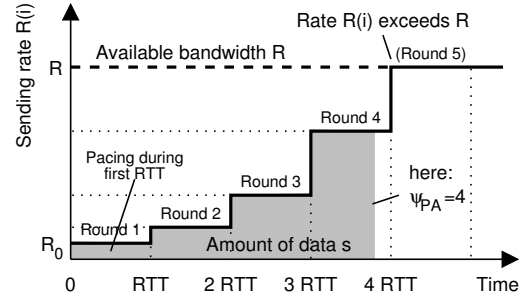 Sending rate R(i)
Rate R(i) exceeds R
Available bandwidth R
(Round 5)
R
Round 4
Pacing during
first RTT
Round 3
here:
ψPA=4
Round 2
Round 1
R0
Amount of data s
0 RTT 2 RTT 3 RTT 4 RTT Time